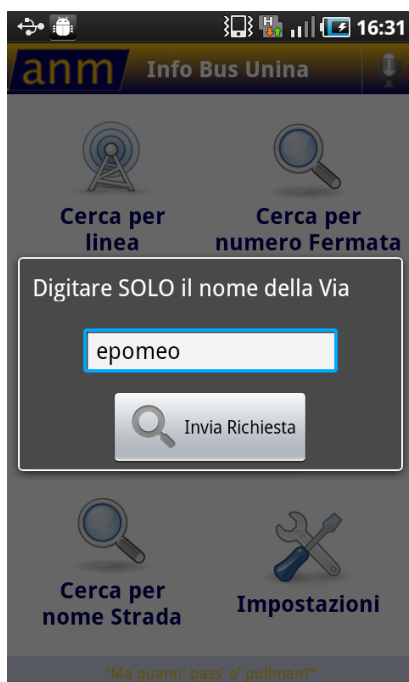 H 16:31
anm Info Bus Unina
Cerca per
linea
Cerca per
numero Fermata
Digitare SOLO il nome della Via
epomeo
Invia Richiesta
Cerca per
nome Strada
Impostazioni
"Ma quann' pass' o' pullman?"